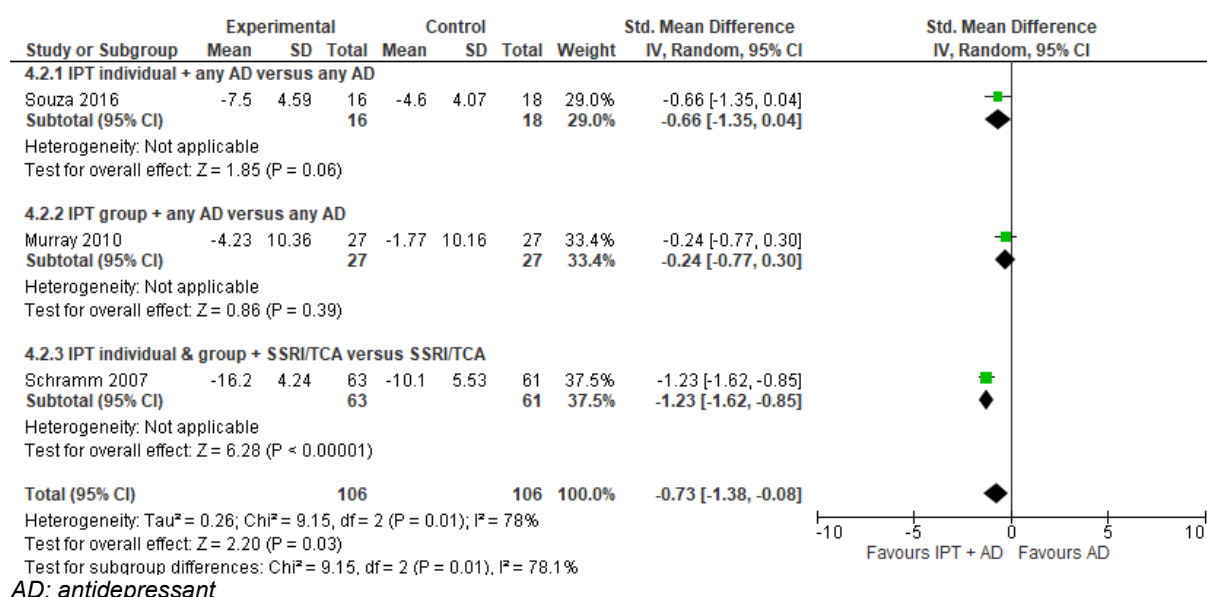 Experimental Control Std. Mean Difference Std. Mean Difference
Study or Subgroup Mean SD Total Mean SD Total Weight IV, Random, 95% CI IV, Random, 95% CI
4.2.1 IPT individual + any AD versus any AD
Souza 2016 -7.5 4.59 16 -4.6 4.07 18 29.0% -0.66 [-1.35, 0.04]
Subtotal (95% CI) 16 18 29.0% -0.66 [-1.35, 0.04]
Heterogeneity: Not applicable
Test for overall effect: Z = 1.85 (P = 0.06)
4.2.2 IPT group + any AD versus any AD
Murray 2010 -4.23 10.36 27 -1.77 10.16 27 33.4% -0.24 [-0.77, 0.30]
Subtotal (95% CI) 27 27 33.4% -0.24 [-0.77, 0.30]
Heterogeneity: Not applicable
Test for overall effect: Z = 0.86 (P = 0.39)
4.2.3 IPT individual & group + SSRI/TCA versus SSRI/TCA
Schramm 2007 -16.2 4.24 63 -10.1 5.53 61 37.5% -1.23 [-1.62, -0.85]
Subtotal (95% CI) 63 61 37.5% -1.23 [-1.62, -0.85]
Heterogeneity: Not applicable
Test for overall effect: Z = 6.28 (P < 0.00001)
Total (95% CI) 106 106 100.0% -0.73 [-1.38, -0.08]
Heterogeneity: Tau² = 0.26; Chi² = 9.15, df = 2 (P = 0.01); I² = 78%
Test for overall effect: Z = 2.20 (P = 0.03)
Test for subgroup differences: Chi² = 9.15, df = 2 (P = 0.01), I² = 78.1%
-10 -5 0 5 10
Favours IPT + AD Favours AD
AD: antidepressant